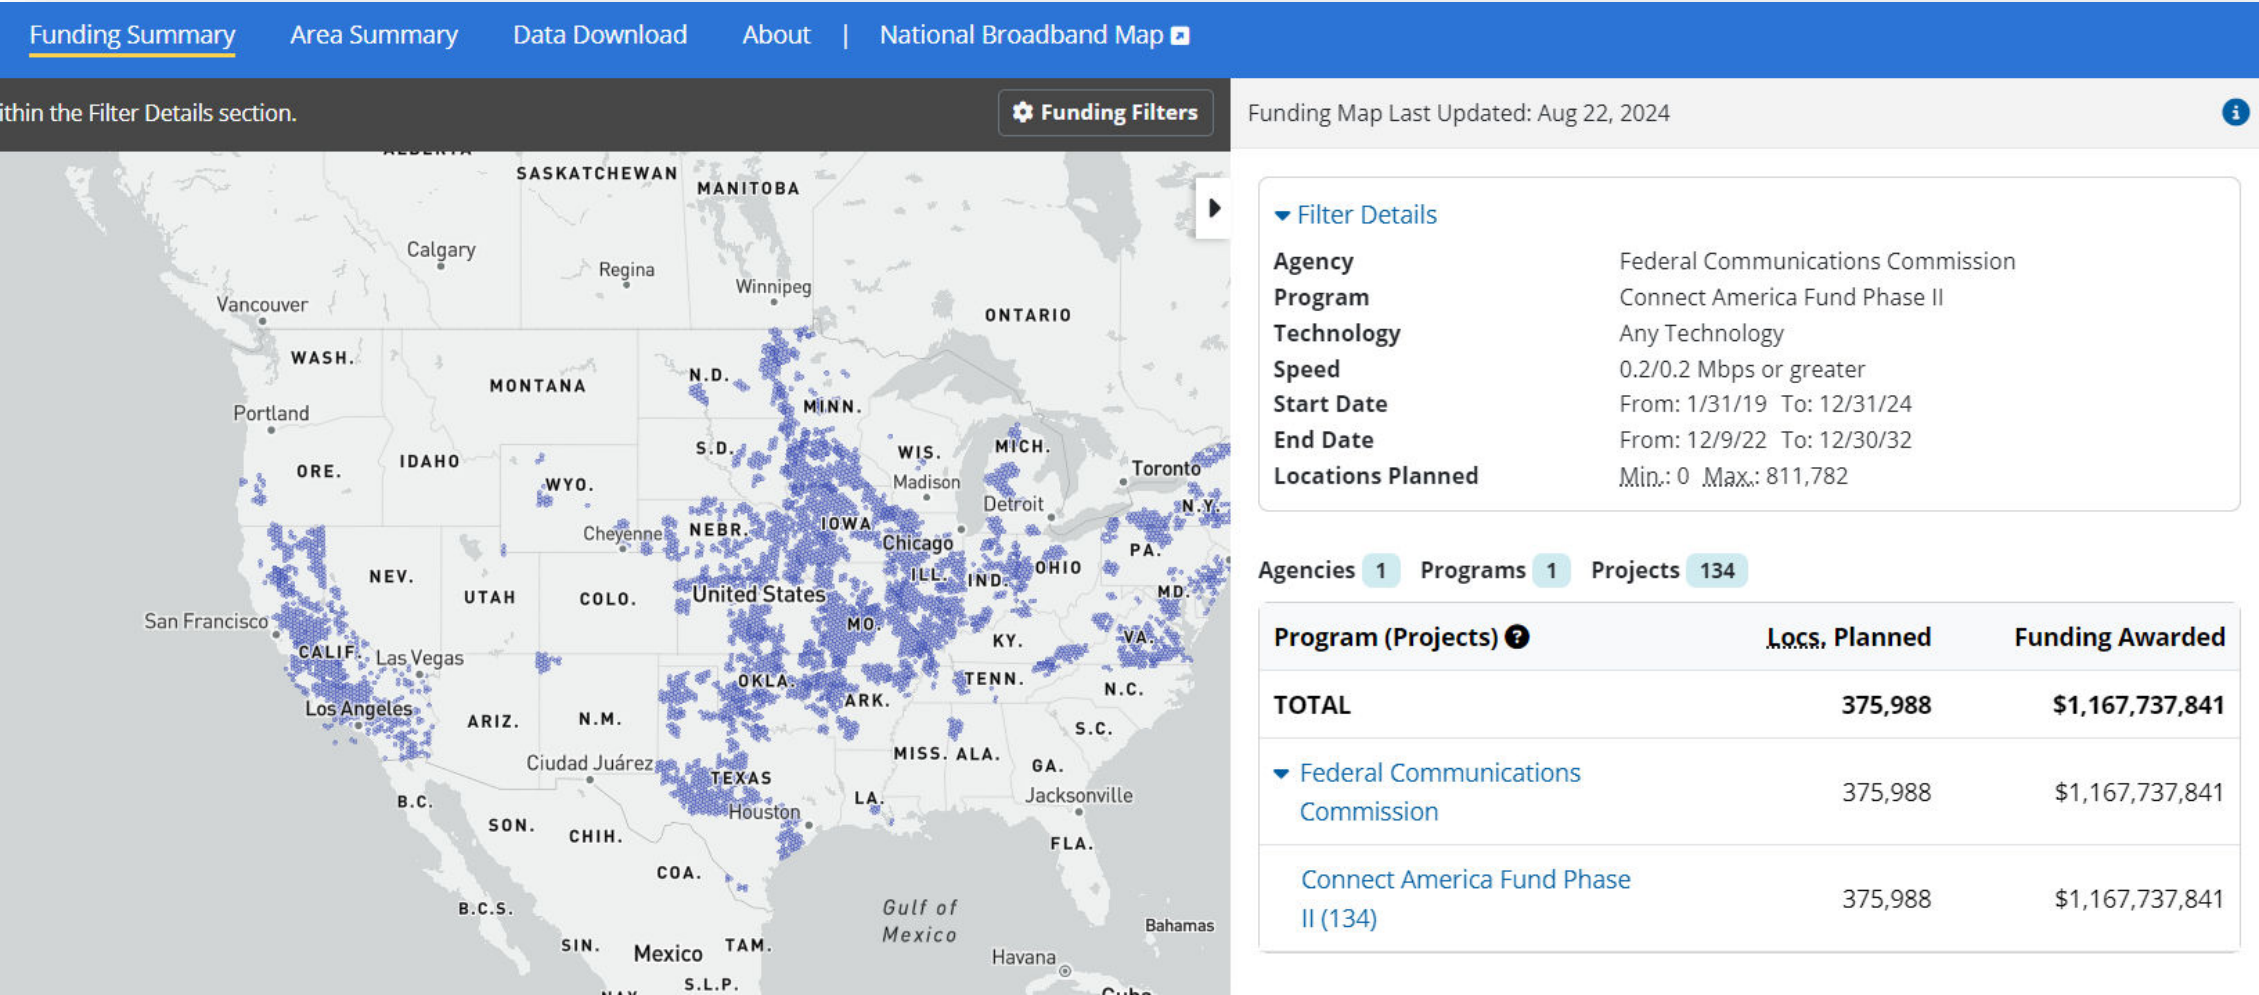 Funding Summary Area Summary Data Download About | National Broadband Map
ithin the Filter Details section.
Funding Filters
Funding Map Last Updated: Aug 22, 2024
SASKATCHEWAN
MANITOBA
Calgary
Regina
Winnipeg
Vancouver
ONTARIO
WASH.
MONTANA
N.D.
MINN.
Portland
ORE.
IDAHO
S.D.
WIS.
MICH.
Toronto
WYO.
Madison
Detroit
N.Y.
Cheyenne
NEBR.
IOWA
Chicago
PA.
NEV.
UTAH
COLO.
United States
ILL.
IND.
OHIO
MD.
San Francisco
CALIF.
Las Vegas
MO.
KY.
VA.
OKLA.
TENN.
N.C.
Los Angeles
ARIZ.
N.M.
ARK.
S.C.
Ciudad Juárez
TEXAS
MISS.
ALA.
GA.
B.C.
Houston
LA.
Jacksonville
SON.
CHIH.
FLA.
COA.
B.C.S.
Gulf of
Mexico
Bahamas
SIN.
Mexico
TAM.
Havana
S.L.P.
Filter Details
Agency Federal Communications Commission
Program Connect America Fund Phase II
Technology Any Technology
Speed 0.2/0.2 Mbps or greater
Start Date From: 1/31/19 To: 12/31/24
End Date From: 12/9/22 To: 12/30/32
Locations Planned Min.: 0 Max.: 811,782
Agencies 1 Programs 1 Projects 134
Program (Projects) Locs. Planned Funding Awarded
TOTAL 375,988 $1,167,737,841
Federal Communications
Commission 375,988 $1,167,737,841
Connect America Fund Phase
II (134) 375,988 $1,167,737,841